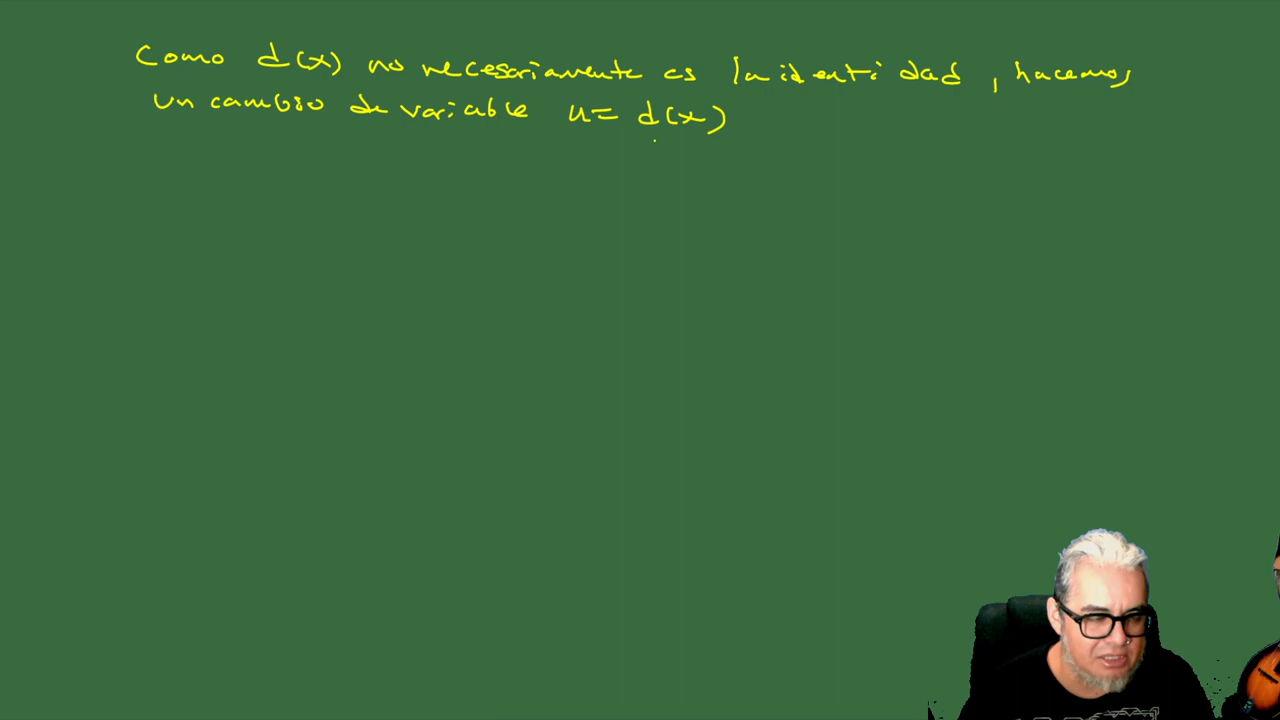 Como d(x) no necesariamente es la identidad, hacemos
un cambio de variable u= d(x)